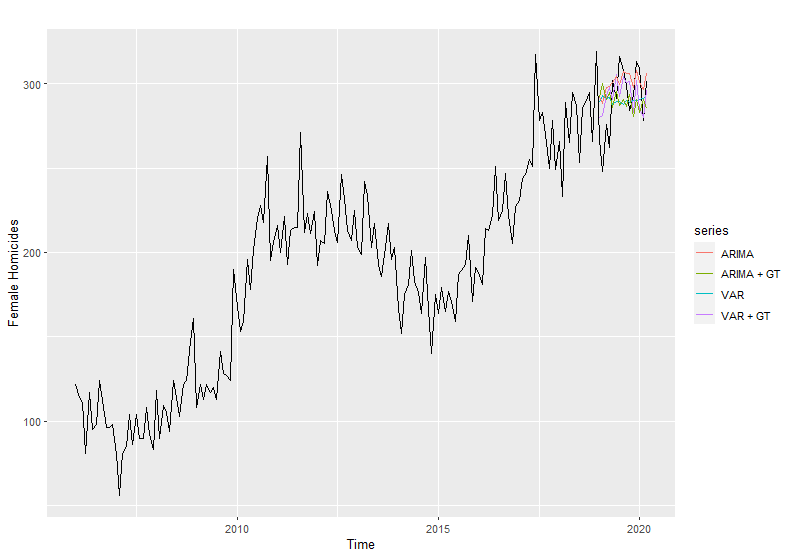 300
200
100
Female Homicides
2010
2015
2020
Time
series
ARIMA
ARIMA + GT
VAR
VAR + GT